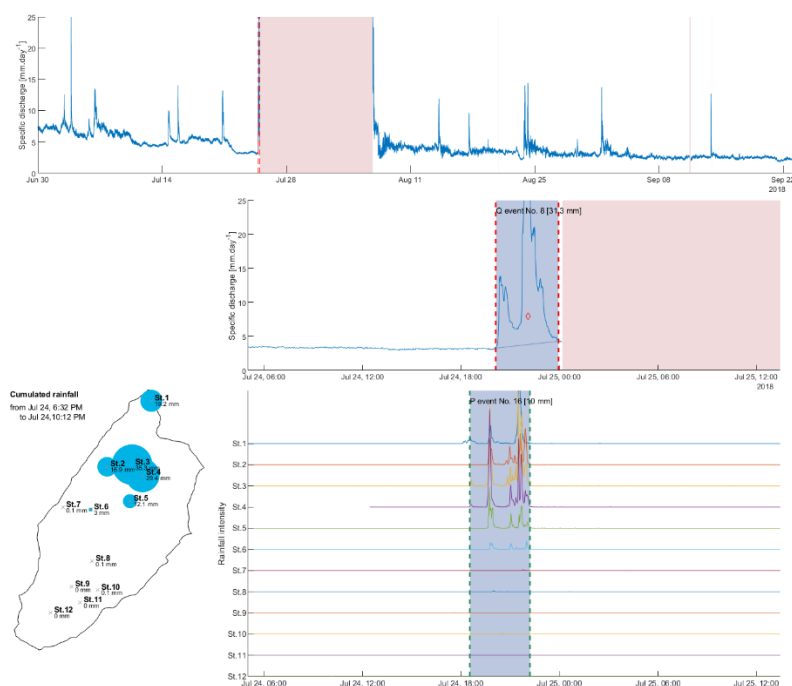 25
20
15
10
5
0
Specific discharge [mm.day-1]
Jun 30
Jul 14
Jul 28
Aug 11
Aug 25
Sep 08
Sep 22
2018
Q event No. 8 [31.3 mm]
25
20
15
10
5
0
Specific discharge [mm.day-1]
Jul 24, 06:00
Jul 24, 12:00
Jul 24, 18:00
Jul 25, 00:00
Jul 25, 06:00
Jul 25, 12:00
2018
Cumulated rainfall
from Jul 24, 6:32 PM
to Jul 24,10:12 PM
St.1
St.2
St.3
St.4
St.5
St.7
0.1 mm
St.6
3 mm
St.8
0.1 mm
St.9
0 mm
St.10
0.1 mm
St.11
0 mm
St.12
0 mm
P event No. 16 [10 mm]
Rainfall intensity
St.1
St.2
St.3
St.4
St.5
St.6
St.7
St.8
St.9
St.10
St.11
St.12
Jul 24, 06:00
Jul 24, 12:00
Jul 24, 18:00
Jul 25, 00:00
Jul 25, 06:00
Jul 25, 12:00